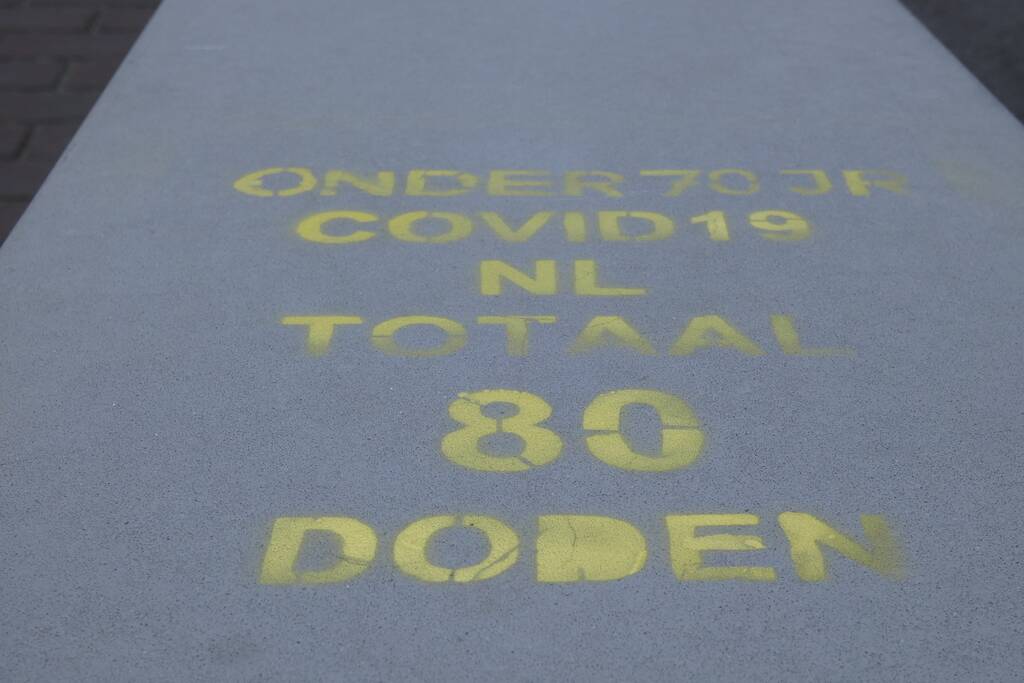 ONDER 70 JR
COVID19
NL
TOTAAL
80
DODEN